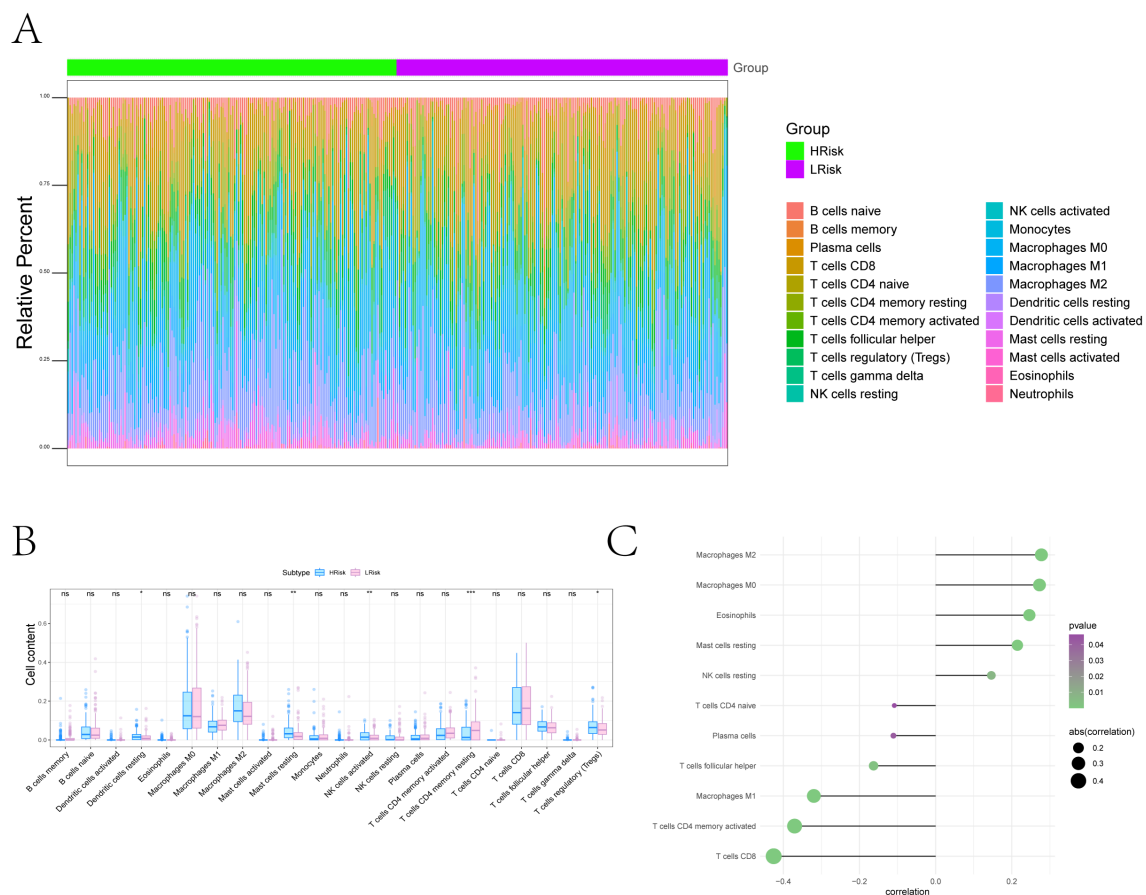 A
Group
1.00
0.75
0.50
0.25
0.00
Relative Percent
Group
HRisk
LRisk
B cells naive
B cells memory
Plasma cells
T cells CD8
T cells CD4 naive
T cells CD4 memory resting
T cells CD4 memory activated
T cells follicular helper
T cells regulatory (Tregs)
T cells gamma delta
NK cells resting
NK cells activated
Monocytes
Macrophages M0
Macrophages M1
Macrophages M2
Dendritic cells resting
Dendritic cells activated
Mast cells resting
Mast cells activated
Eosinophils
Neutrophils
B
Subtype HRisk LRisk
ns ns ns * ns ns ns ns ns ** ns ns ** ns ns ns *** ns ns ns ns *
Cell content
0.6
0.4
0.2
0.0
B cells memory
B cells naive
Dendritic cells activated
Dendritic cells resting
Eosinophils
Macrophages M0
Macrophages M1
Macrophages M2
Mast cells activated
Mast cells resting
Monocytes
Neutrophils
NK cells activated
NK cells resting
Plasma cells
T cells CD4 memory activated
T cells CD4 memory resting
T cells CD4 naive
T cells CD8
T cells follicular helper
T cells gamma delta
T cells regulatory (Tregs)
C
Macrophages M2
Macrophages M0
Eosinophils
Mast cells resting
NK cells resting
T cells CD4 naive
Plasma cells
T cells follicular helper
Macrophages M1
T cells CD4 memory activated
T cells CD8
−0.4 −0.2 0.0 0.2
correlation
pvalue
0.04
0.03
0.02
0.01
abs(correlation)
0.2
0.3
0.4